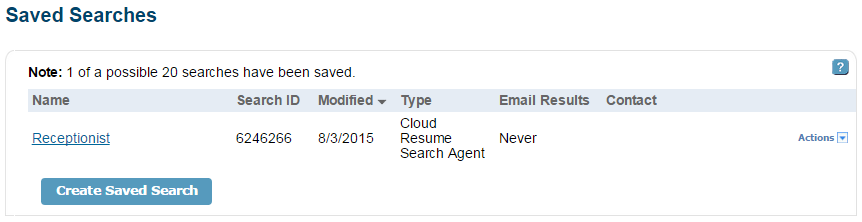 Saved Searches
Note: 1 of a possible 20 searches have been saved.
?
Name Search ID Modified Type Email Results Contact
Receptionist 6246266 8/3/2015 Cloud Resume Search Agent Never Actions
Create Saved Search